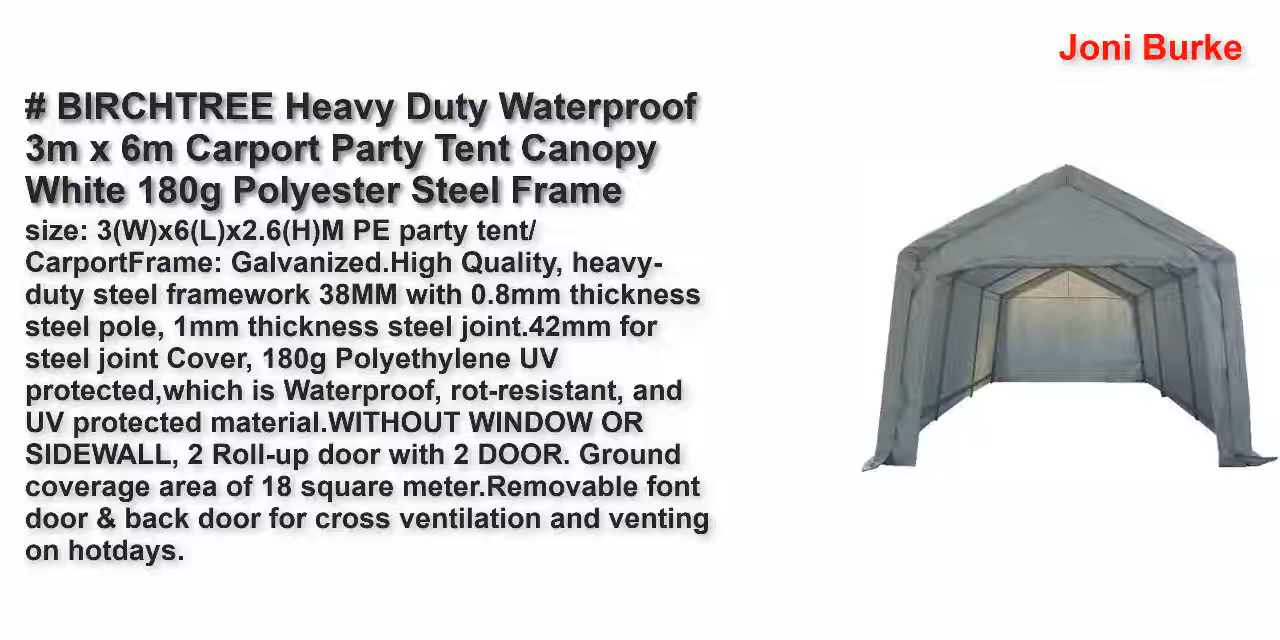 Joni Burke
# BIRCHTREE Heavy Duty Waterproof
3m x 6m Carport Party Tent Canopy
White 180g Polyester Steel Frame
size: 3(W)x6(L)x2.6(H)M PE party tent/
CarportFrame: Galvanized.High Quality, heavy-
duty steel framework 38MM with 0.8mm thickness
steel pole, 1mm thickness steel joint.42mm for
steel joint Cover, 180g Polyethylene UV
protected,which is Waterproof, rot-resistant, and
UV protected material.WITHOUT WINDOW OR
SIDEWALL, 2 Roll-up door with 2 DOOR. Ground
coverage area of 18 square meter.Removable font
door & back door for cross ventilation and venting
on hotdays.